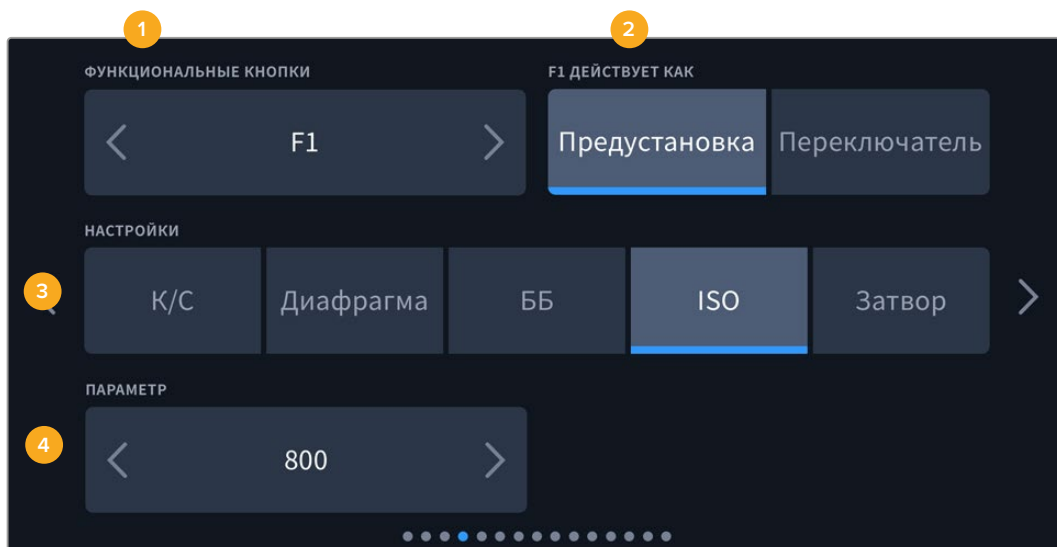 1 2
ФУНКЦИОНАЛЬНЫЕ КНОПКИ F1 ДЕЙСТВУЕТ КАК
F1 Предустановка Переключатель
НАСТРОЙКИ
3 К/С Диафрагма ББ ISO Затвор
ПАРАМЕТР
4 800